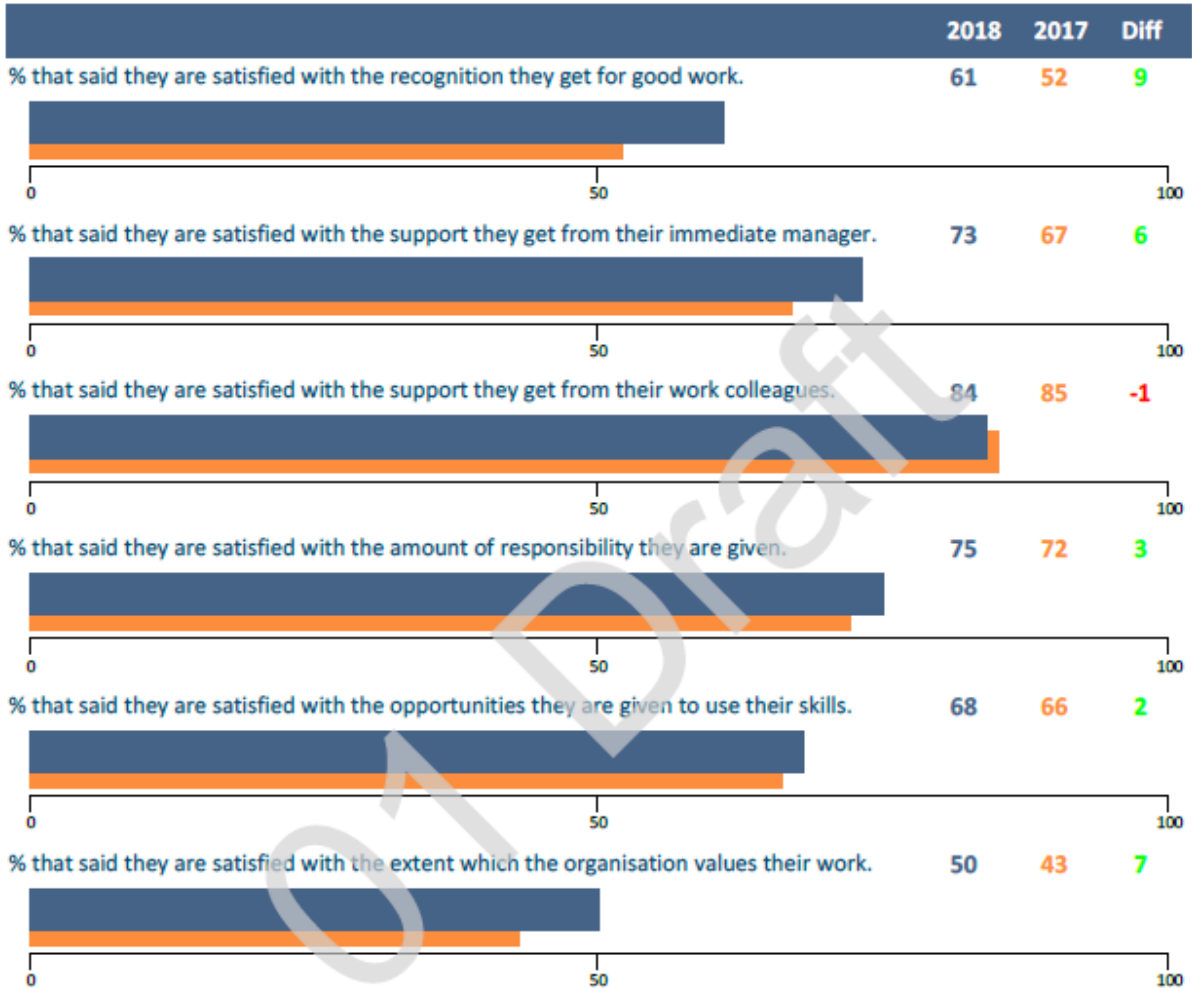 2018 2017 Diff
% that said they are satisfied with the recognition they get for good work. 61 52 9
0 50 100
% that said they are satisfied with the support they get from their immediate manager. 73 67 6
0 50 100
% that said they are satisfied with the support they get from their work colleagues. 84 85 -1
0 50 100
% that said they are satisfied with the amount of responsibility they are given. 75 72 3
0 50 100
% that said they are satisfied with the opportunities they are given to use their skills. 68 66 2
0 50 100
% that said they are satisfied with the extent which the organisation values their work. 50 43 7
0 50 100
01 Draft